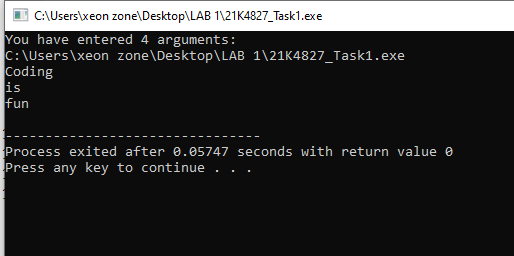 C:\Users\xeon zone\Desktop\LAB 1\21K4827_Task1.exe
You have entered 4 arguments:
C:\Users\xeon zone\Desktop\LAB 1\21K4827_Task1.exe
Coding
is
fun
--------------------------------
Process exited after 0.05747 seconds with return value 0
Press any key to continue . . .